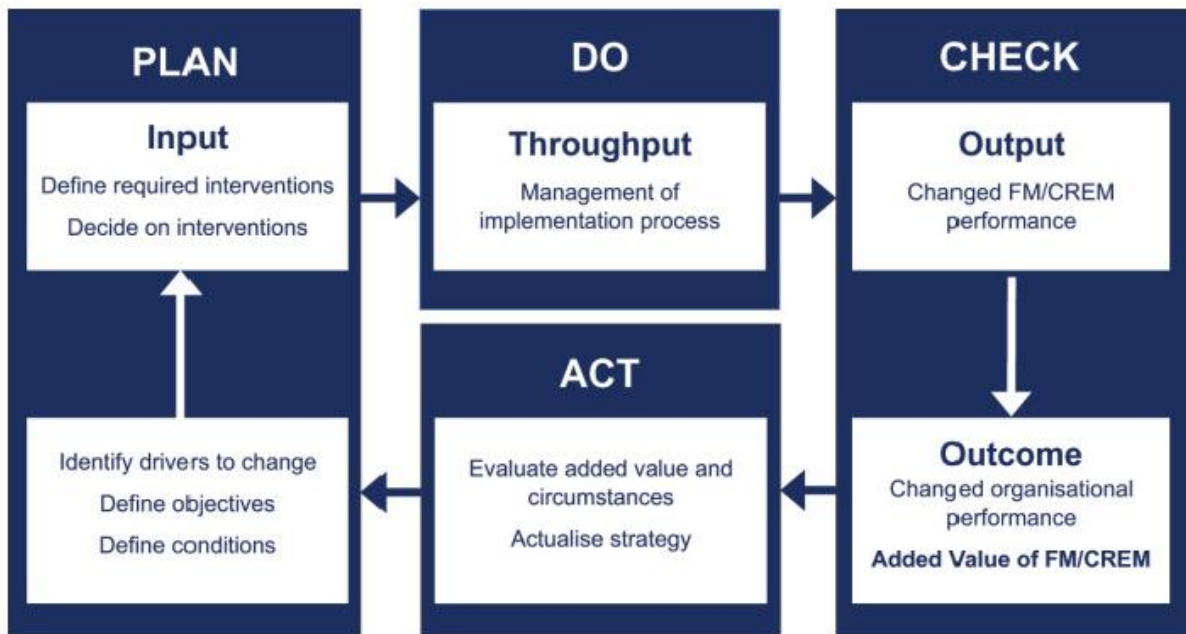 PLAN
Input
Define required interventions
Decide on interventions
Identify drivers to change
Define objectives
Define conditions
DO
Throughput
Management of
implementation process
CHECK
Output
Changed FM/CREM
performance
Outcome
Changed organisational
performance
Added Value of FM/CREM
ACT
Evaluate added value and
circumstances
Actualise strategy